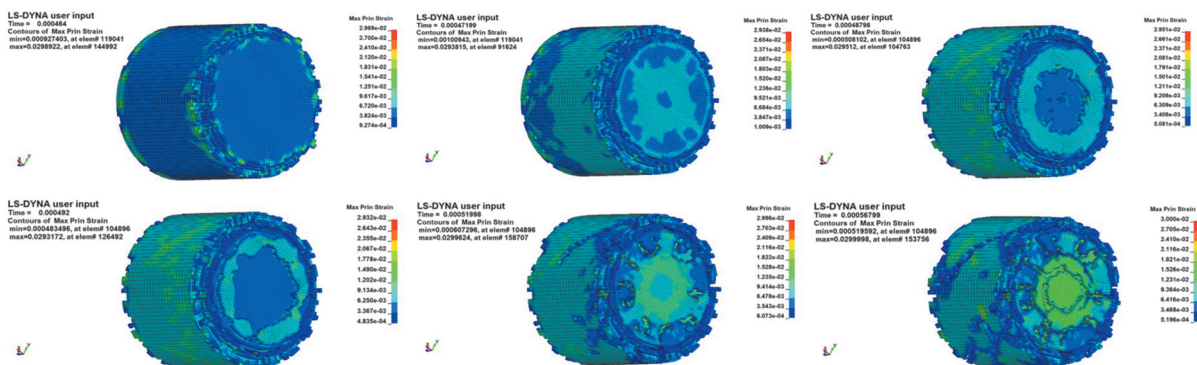 LS-DYNA user input
Time = 0.000464
Contours of Max Prin Strain
min=0.000927403, at elem# 119041
max=0.0298922, at elem# 144992
Max Prin Strain
2.989e-02
2.700e-02
2.410e-02
2.120e-02
1.831e-02
1.541e-02
1.251e-02
9.617e-03
6.720e-03
3.824e-03
9.274e-04
LS-DYNA user input
Time = 0.00047199
Contours of Max Prin Strain
min=0.00100943, at elem# 119041
max=0.0293815, at elem# 91624
Max Prin Strain
2.938e-02
2.654e-02
2.371e-02
2.087e-02
1.803e-02
1.520e-02
1.236e-02
9.521e-03
6.684e-03
3.847e-03
1.009e-03
LS-DYNA user input
Time = 0.00048798
Contours of Max Prin Strain
min=0.000508102, at elem# 104896
max=0.029512, at elem# 104763
Max Prin Strain
2.951e-02
2.661e-02
2.371e-02
2.081e-02
1.791e-02
1.501e-02
1.211e-02
9.209e-03
6.309e-03
3.408e-03
5.081e-04
LS-DYNA user input
Time = 0.000492
Contours of Max Prin Strain
min=0.000483496, at elem# 104896
max=0.0293172, at elem# 126492
Max Prin Strain
2.932e-02
2.643e-02
2.355e-02
2.067e-02
1.778e-02
1.490e-02
1.202e-02
9.134e-03
6.250e-03
3.367e-03
4.835e-04
LS-DYNA user input
Time = 0.00051998
Contours of Max Prin Strain
min=0.000607296, at elem# 104896
max=0.0299624, at elem# 158707
Max Prin Strain
2.996e-02
2.703e-02
2.409e-02
2.116e-02
1.822e-02
1.528e-02
1.235e-02
9.414e-03
6.478e-03
3.543e-03
6.073e-04
LS-DYNA user input
Time = 0.00056799
Contours of Max Prin Strain
min=0.000519592, at elem# 104896
max=0.0299998, at elem# 153756
Max Prin Strain
3.000e-02
2.705e-02
2.410e-02
2.116e-02
1.821e-02
1.526e-02
1.231e-02
9.364e-03
6.416e-03
3.468e-03
5.196e-04